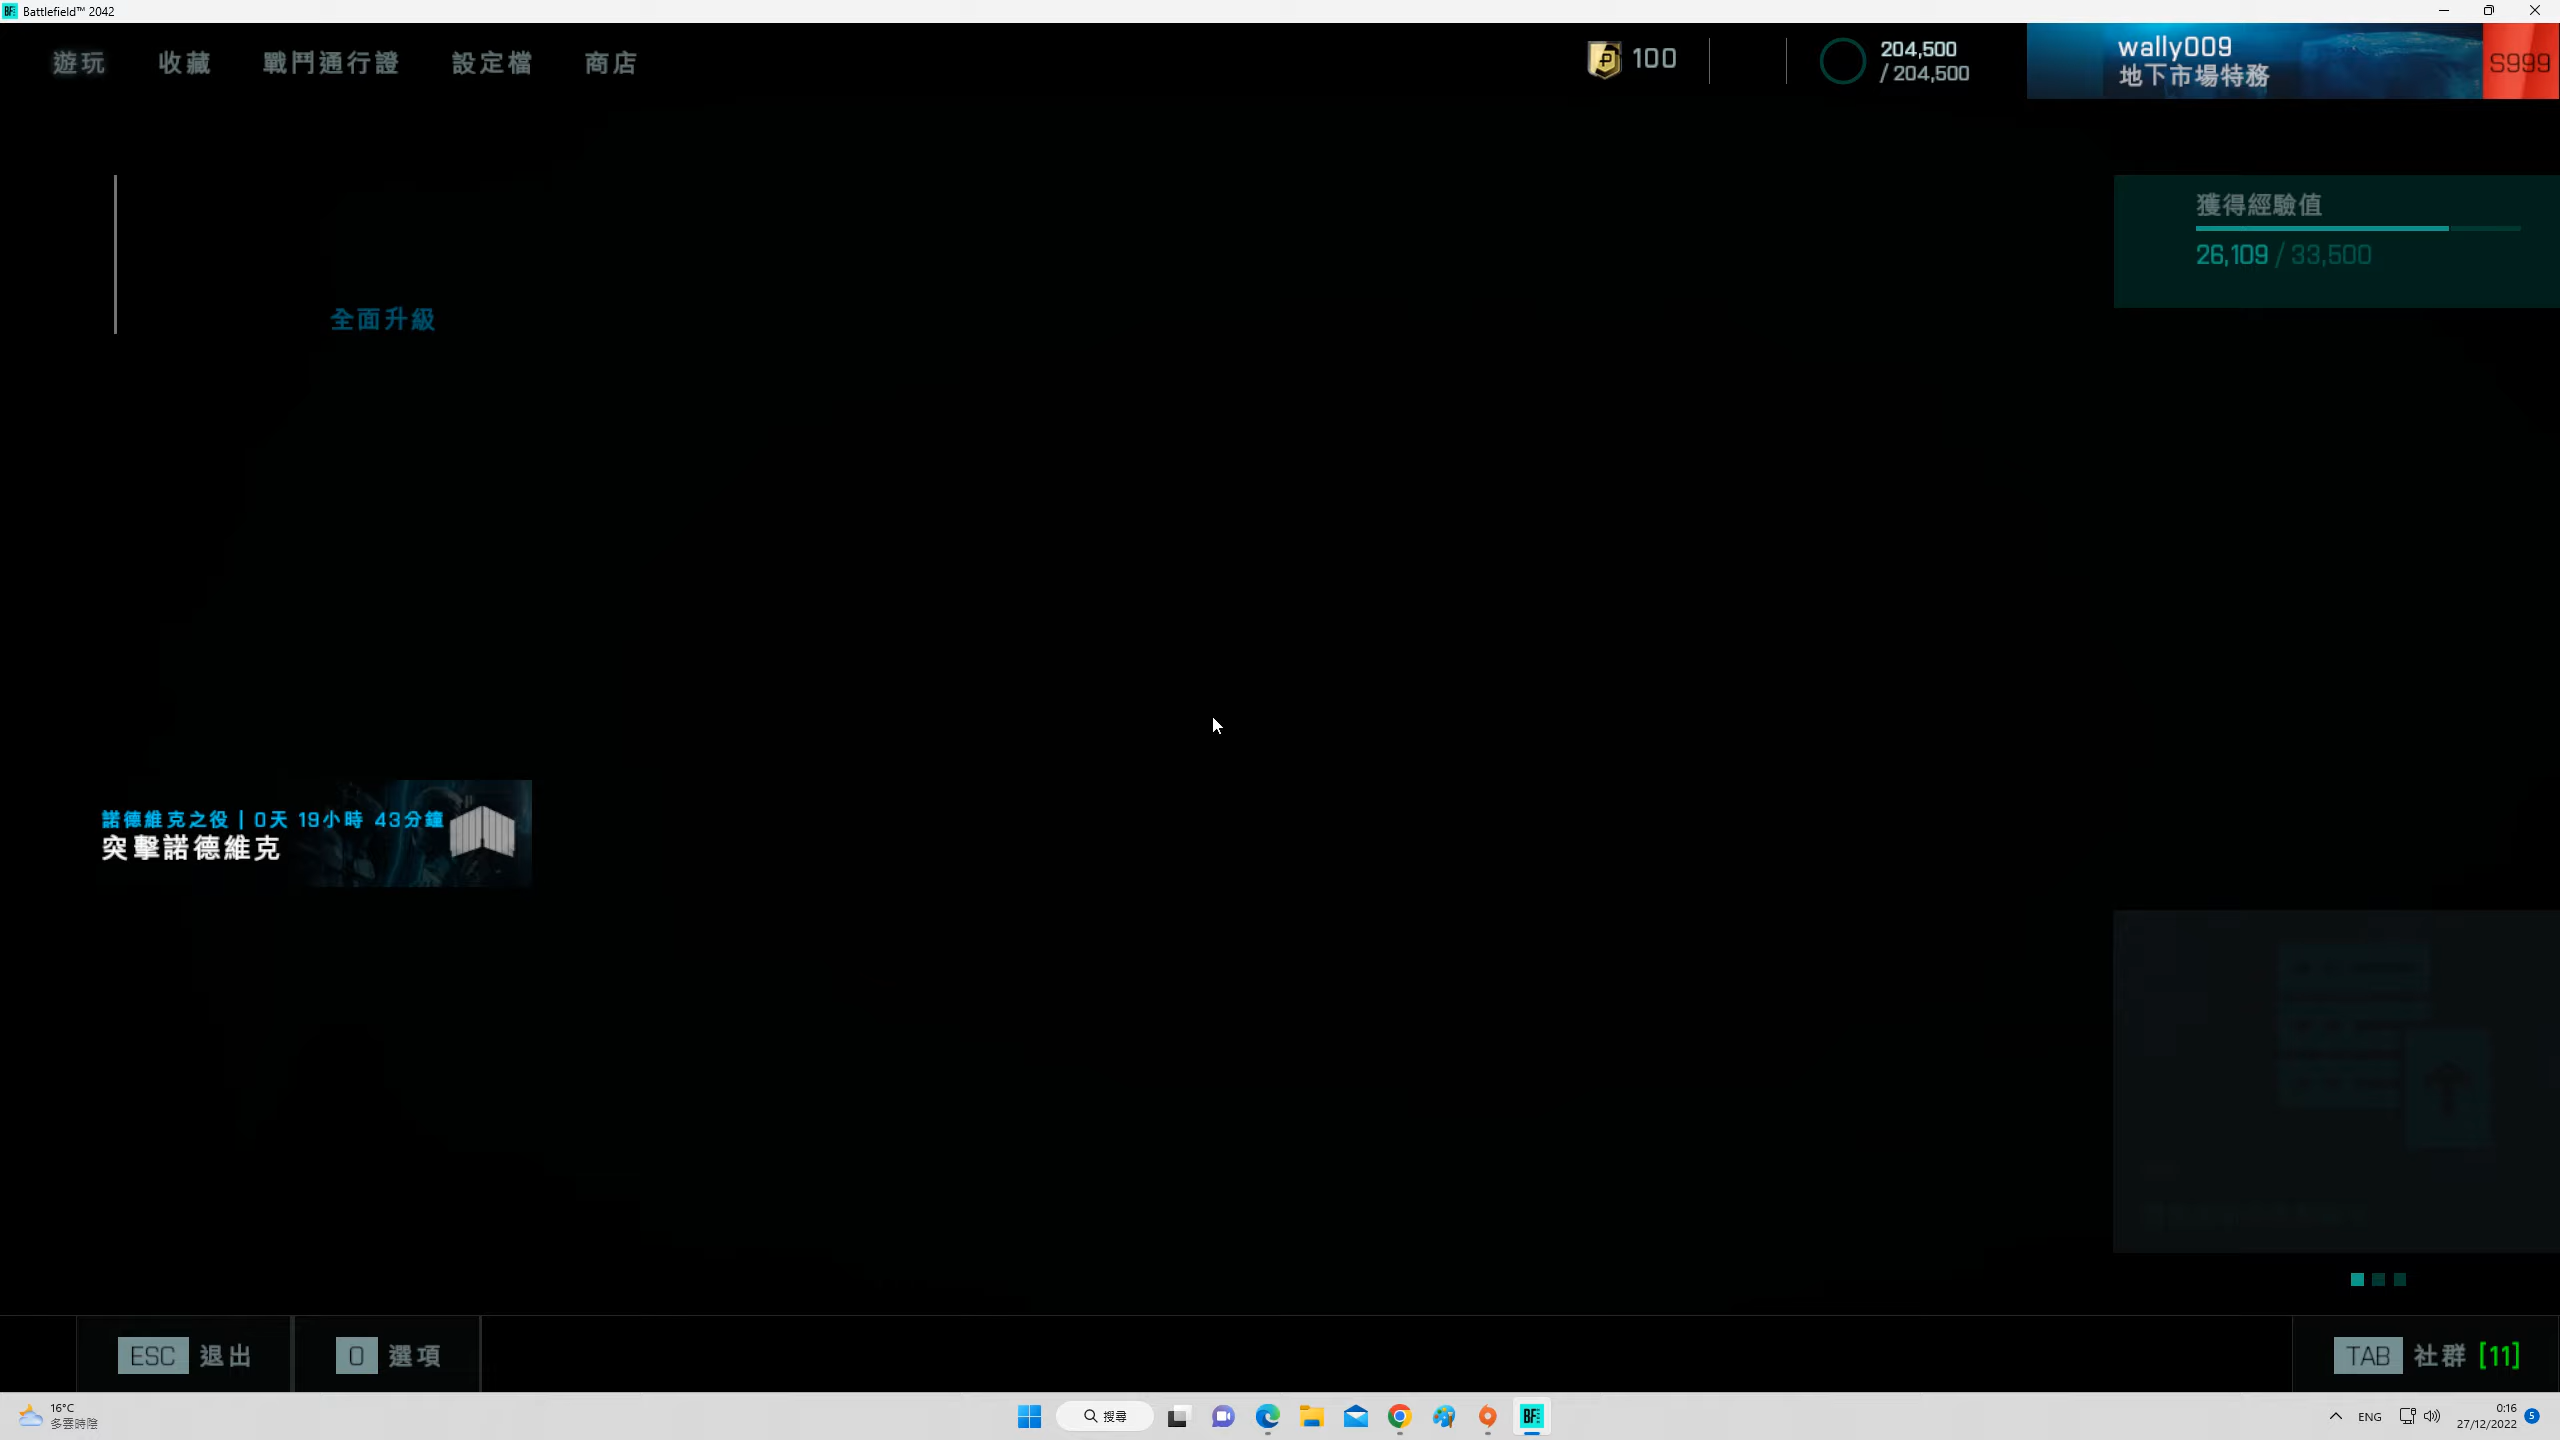 Battlefield™ 2042
遊玩 收藏 戰鬥通行證 設定檔 商店
100
204,500
/ 204,500
wally009
地下市場特務
S999
獲得經驗值
26,109 / 33,500
全面升級
諾德維克之役 | 0天 19小時 43分鐘
突擊諾德維克
ESC 退出
O 選項
TAB 社群 [11]
16°C
多雲時陰
搜尋
BF
ENG
0:16
27/12/2022
5